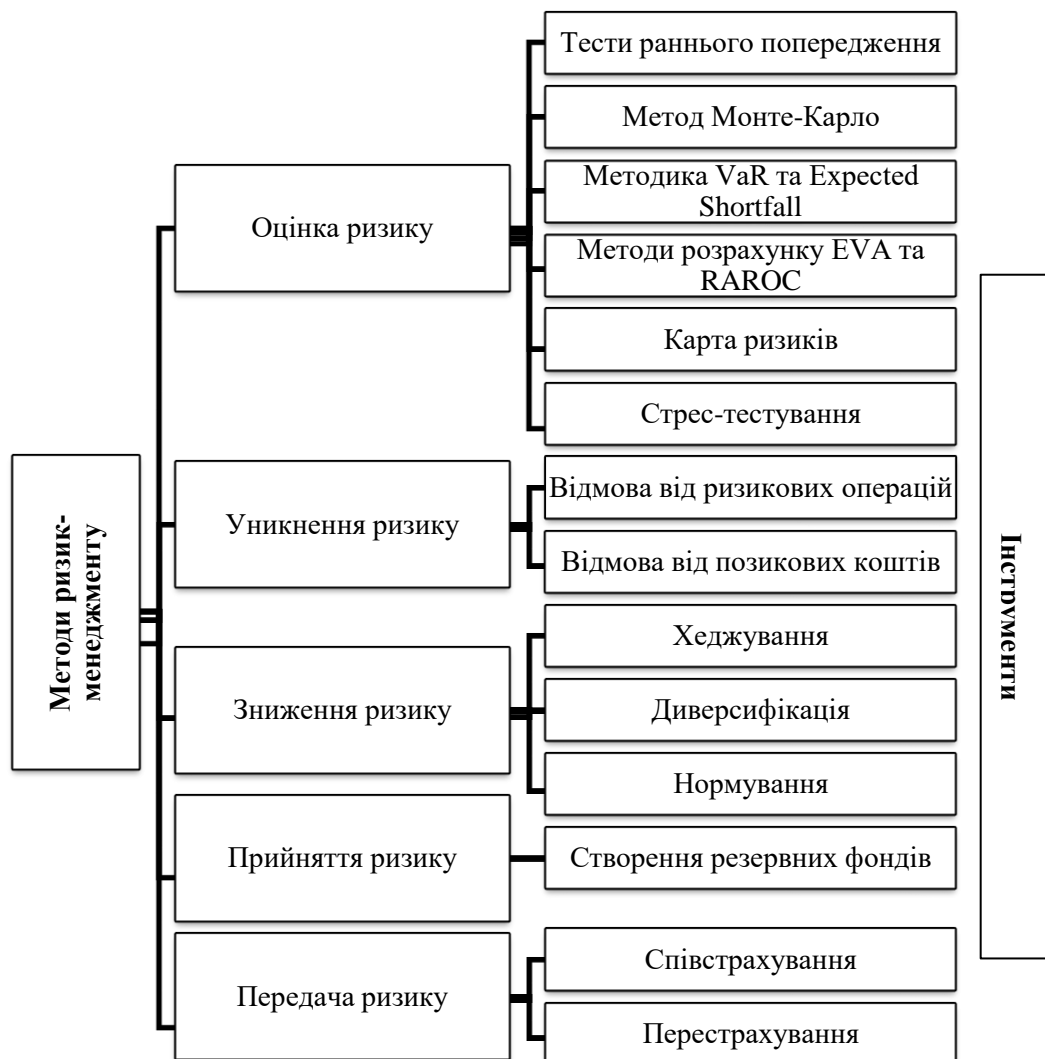 Методи ризик-
менеджменту
Оцінка ризику
Тести раннього попередження
Метод Монте-Карло
Методика VaR та Expected
Shortfall
Методи розрахунку EVA та
RAROC
Карта ризиків
Стрес-тестування
Уникнення ризику
Відмова від ризикових операцій
Відмова від позикових коштів
Зниження ризику
Хеджування
Диверсифікація
Нормування
Прийняття ризику
Створення резервних фондів
Передача ризику
Співстрахування
Перестрахування
Інструменти